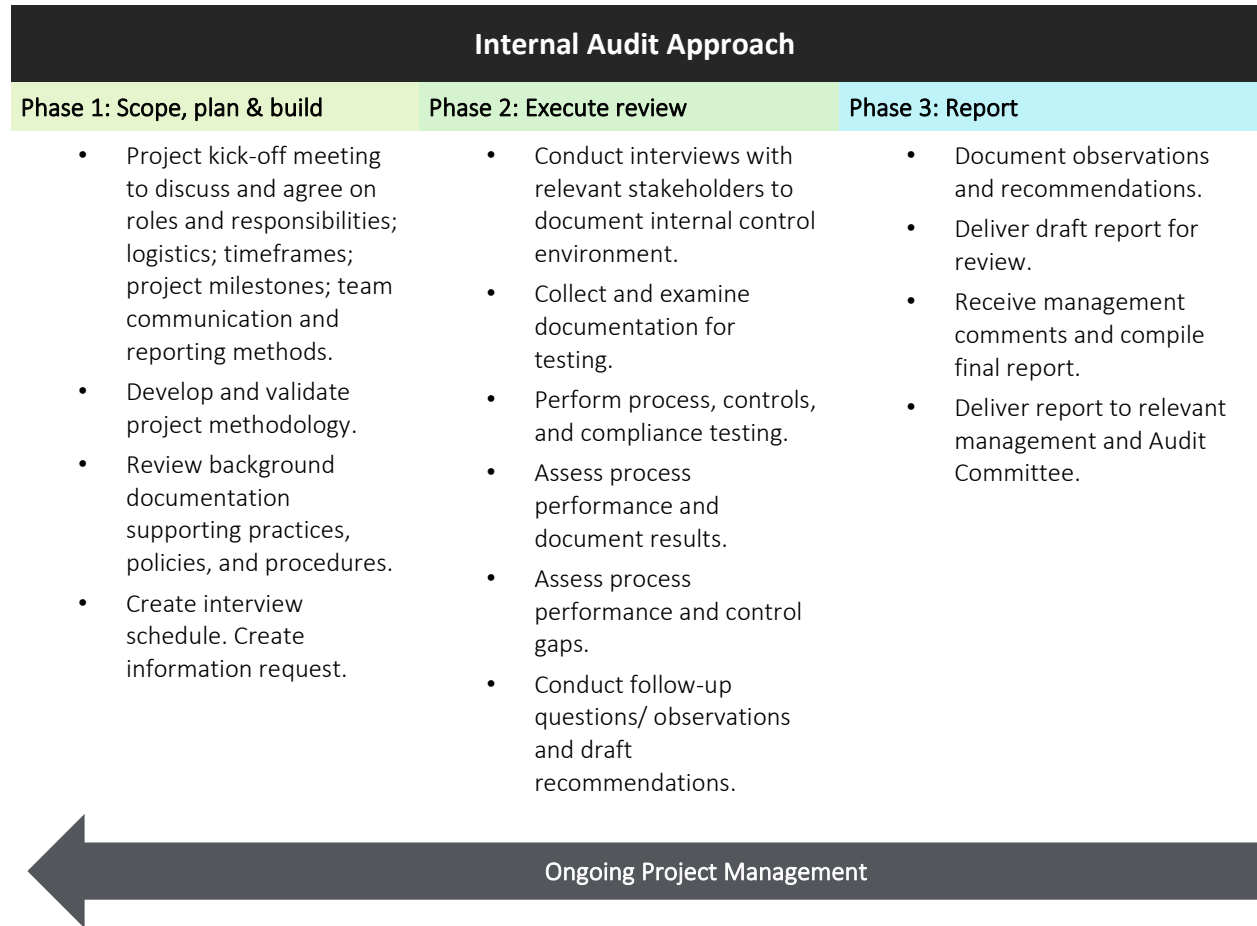 Internal Audit Approach
Phase 1: Scope, plan & build
• Project kick-off meeting
to discuss and agree on
roles and responsibilities;
logistics; timeframes;
project milestones; team
communication and
reporting methods.
• Develop and validate
project methodology.
• Review background
documentation
supporting practices,
policies, and procedures.
• Create interview
schedule. Create
information request.
Phase 2: Execute review
• Conduct interviews with
relevant stakeholders to
document internal control
environment.
• Collect and examine
documentation for
testing.
• Perform process, controls,
and compliance testing.
• Assess process
performance and
document results.
• Assess process
performance and control
gaps.
• Conduct follow-up
questions/ observations
and draft
recommendations.
Phase 3: Report
• Document observations
and recommendations.
• Deliver draft report for
review.
• Receive management
comments and compile
final report.
• Deliver report to relevant
management and Audit
Committee.
Ongoing Project Management